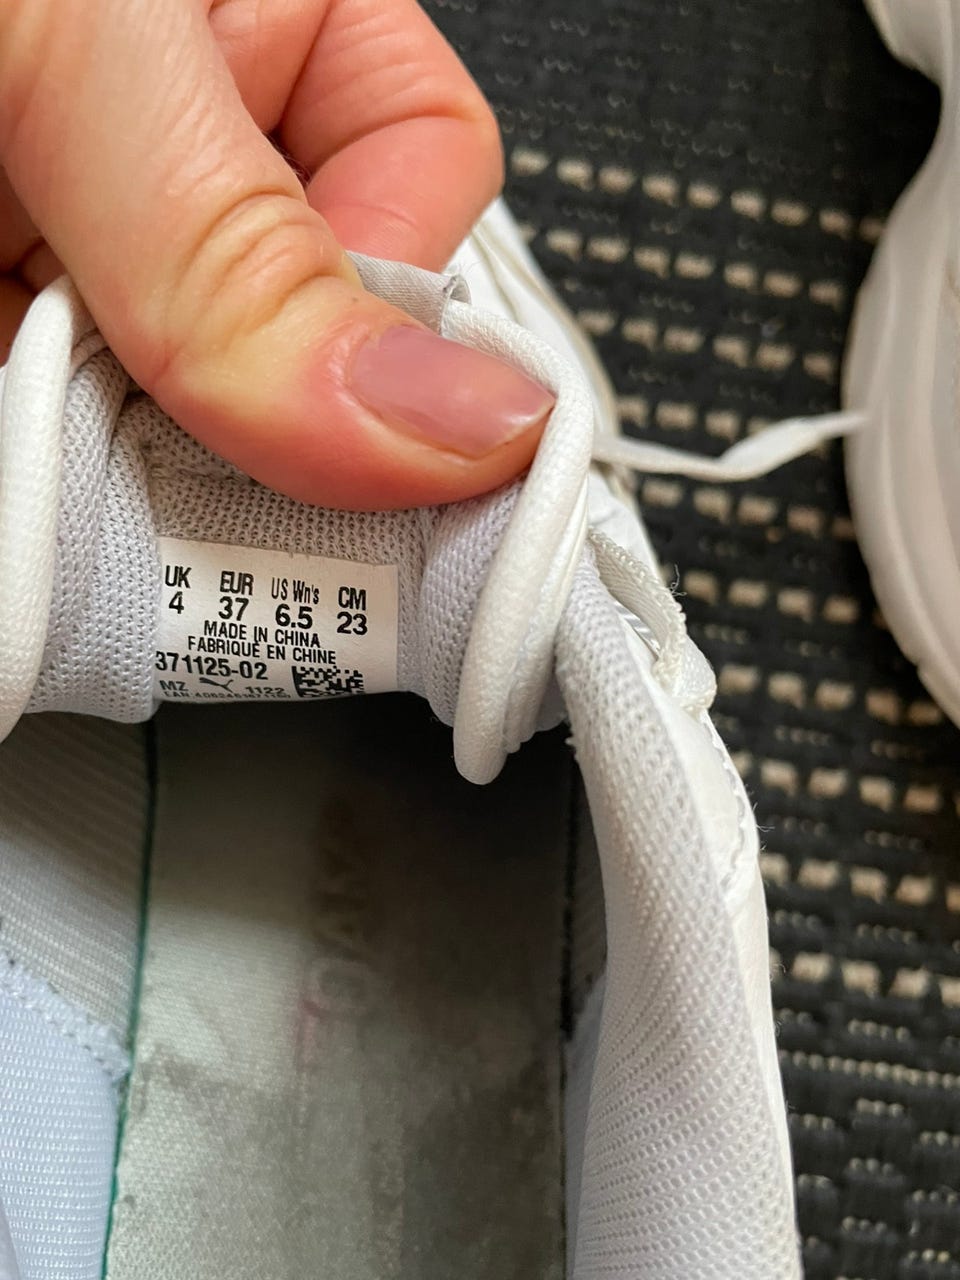 UK EUR US Wn's CM
4 37 6.5 23
MADE IN CHINA
FABRIQUÉ EN CHINE
371125-02
MZ 1122